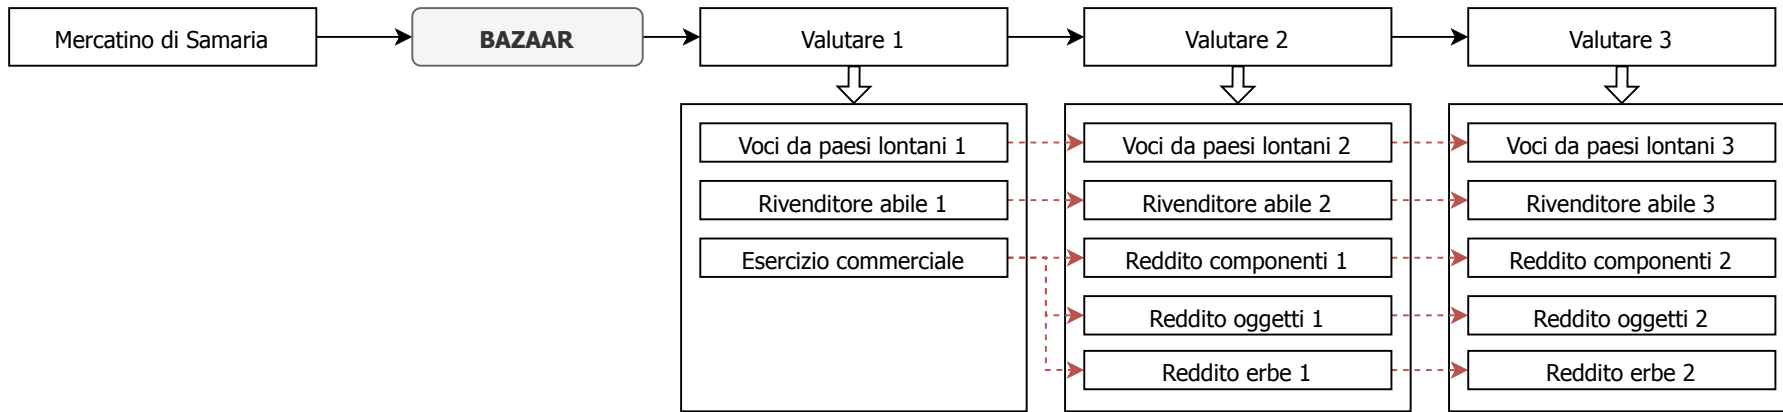 Mercatino di Samaria
BAZAAR
Valutare 1
Valutare 2
Valutare 3
Voci da paesi lontani 1
Voci da paesi lontani 2
Voci da paesi lontani 3
Rivenditore abile 1
Rivenditore abile 2
Rivenditore abile 3
Esercizio commerciale
Reddito componenti 1
Reddito componenti 2
Reddito oggetti 1
Reddito oggetti 2
Reddito erbe 1
Reddito erbe 2